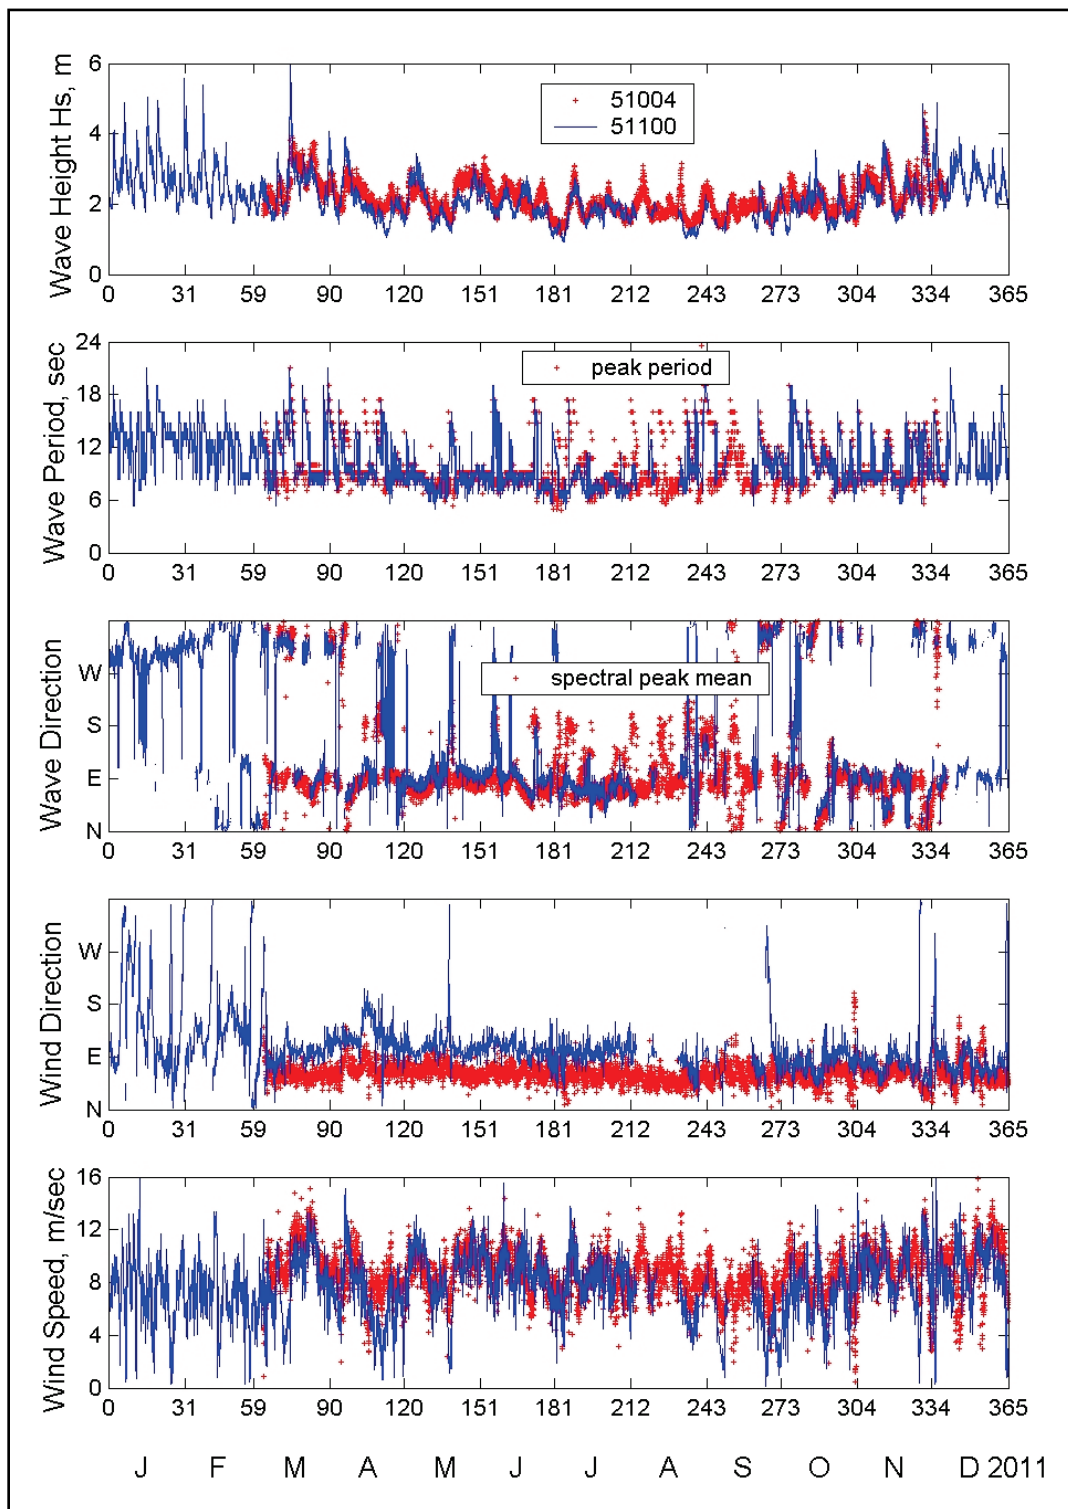 Wave Height Hs, m
6
4
2
0
51004
51100
0 31 59 90 120 151 181 212 243 273 304 334 365
Wave Period, sec
24
18
12
6
0
peak period
0 31 59 90 120 151 181 212 243 273 304 334 365
Wave Direction
W
S
E
N
spectral peak mean
0 31 59 90 120 151 181 212 243 273 304 334 365
Wind Direction
W
S
E
N
0 31 59 90 120 151 181 212 243 273 304 334 365
Wind Speed, m/sec
16
12
8
4
0
0 31 59 90 120 151 181 212 243 273 304 334 365
J F M A M J J A S O N D 2011